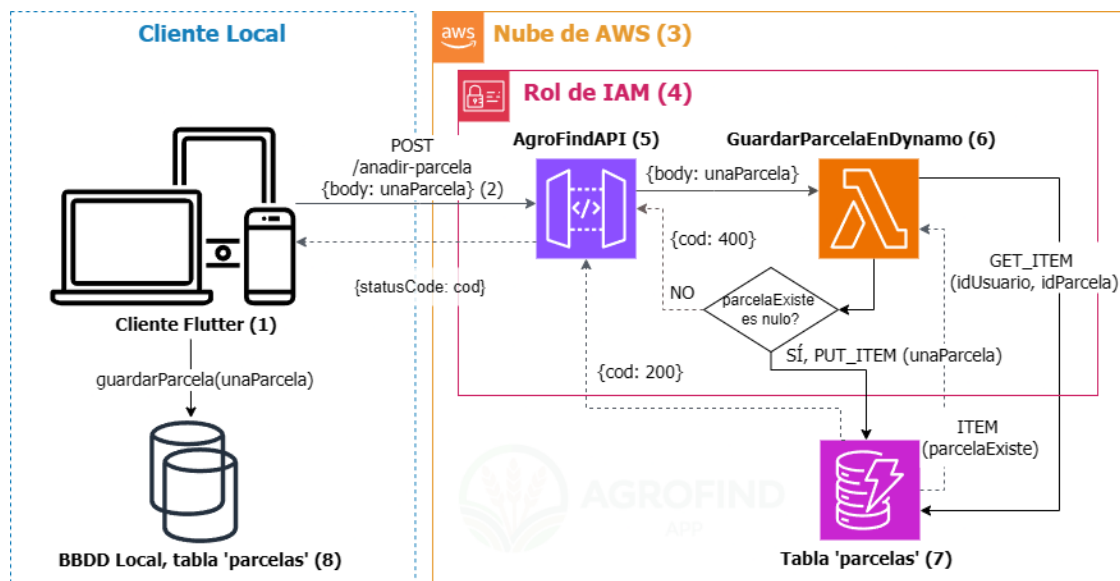 Cliente Local
aws
Nube de AWS (3)
Rol de IAM (4)
POST
/anadir-parcela
{body: unaParcela} (2)
AgroFindAPI (5)
{body: unaParcela}
GuardarParcelaEnDynamo (6)
{cod: 400}
GET_ITEM
(idUsuario, idParcela)
{statusCode: cod}
NO
parcelaExiste
es nulo?
Cliente Flutter (1)
SÍ, PUT_ITEM (unaParcela)
{cod: 200}
guardarParcela(unaParcela)
ITEM
(parcelaExiste)
AGROFIND
APP
BBDD Local, tabla 'parcelas' (8)
Tabla 'parcelas' (7)